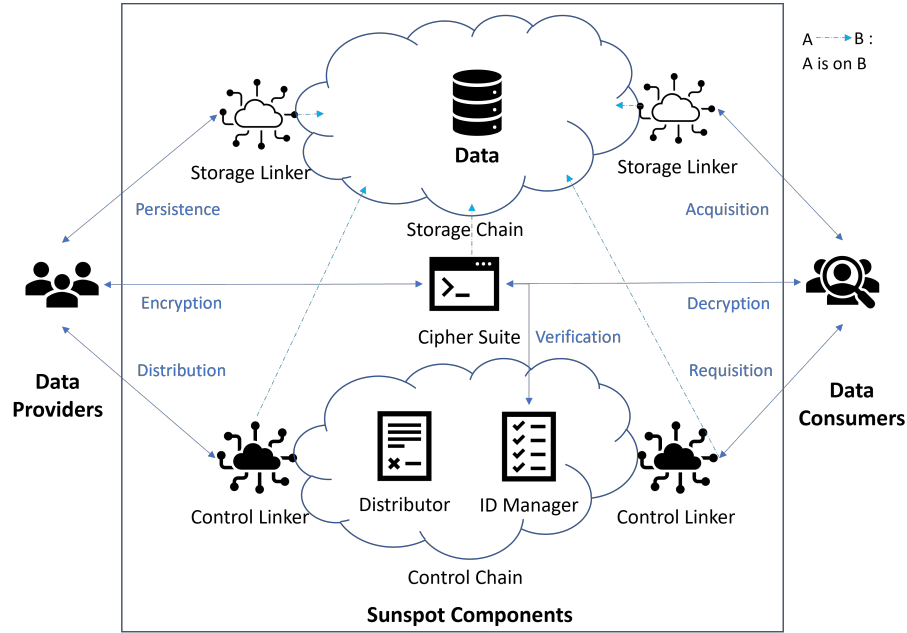 A B :
A is on B
Data
Storage Linker
Storage Linker
Persistence
Acquisition
Storage Chain
Encryption
Decryption
Cipher Suite
Verification
Distribution
Requisition
Data
Providers
Data
Consumers
Distributor
ID Manager
Control Linker
Control Linker
Control Chain
Sunspot Components